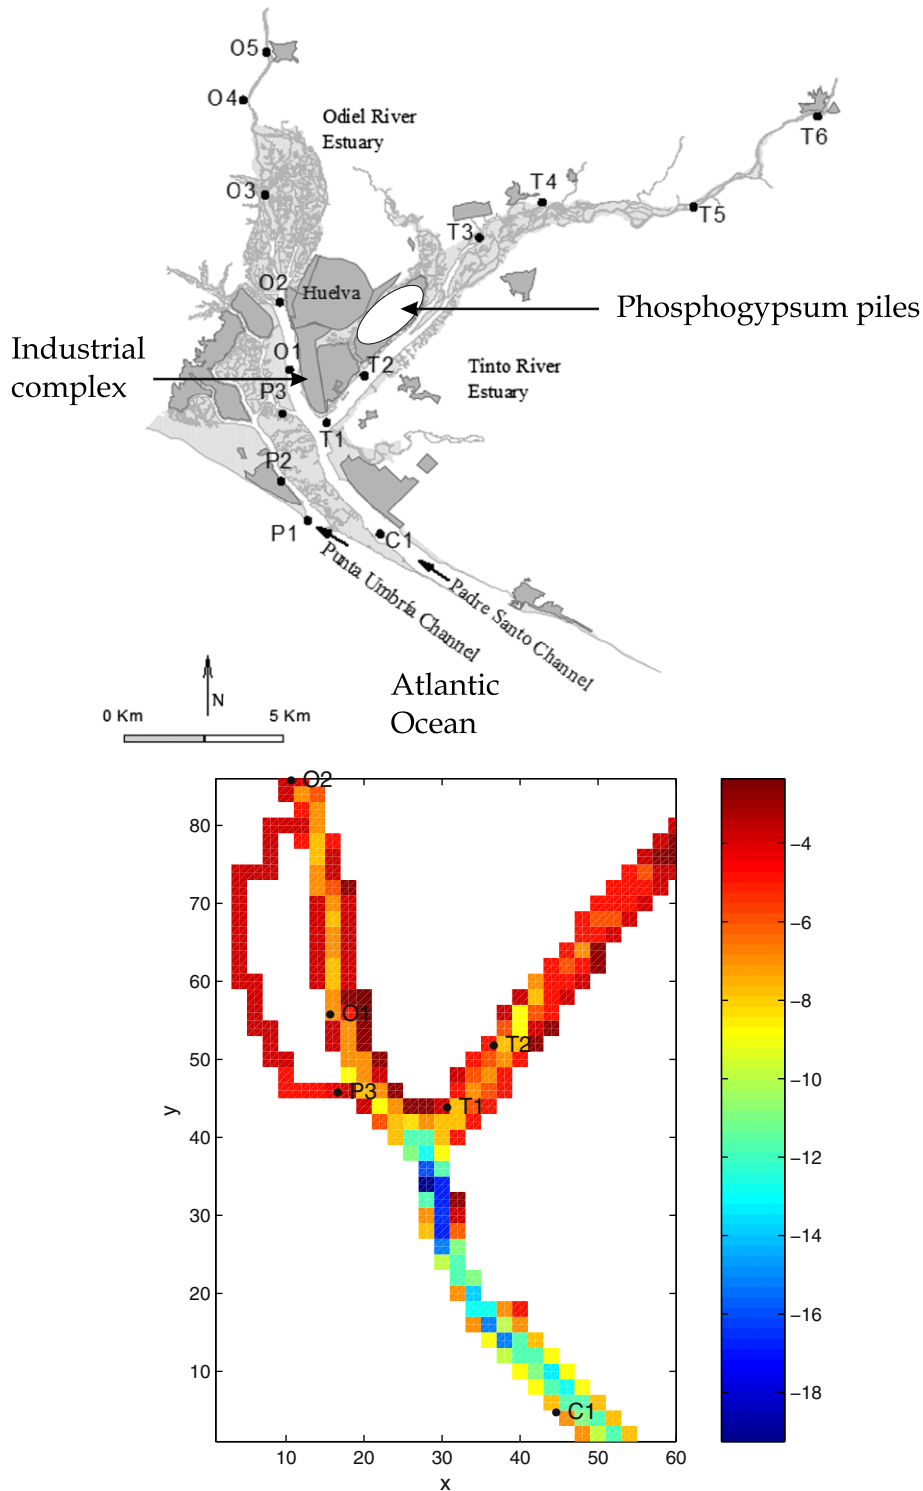 O5
O4
Odiel River
Estuary
T6
O3
T4
T5
T3
O2
Huelva
Phosphogypsum piles
Industrial
complex
O1
T2
Tinto River
Estuary
P3
T1
P2
P1
C1
Punta Umbría Channel
Padre Santo Channel
N
Atlantic
Ocean
0 Km
5 Km
O2
80
70
60
50
40
30
20
10
y
O1
T2
P3
T1
C1
10
20
30
40
50
60
x
−4
−6
−8
−10
−12
−14
−16
−18